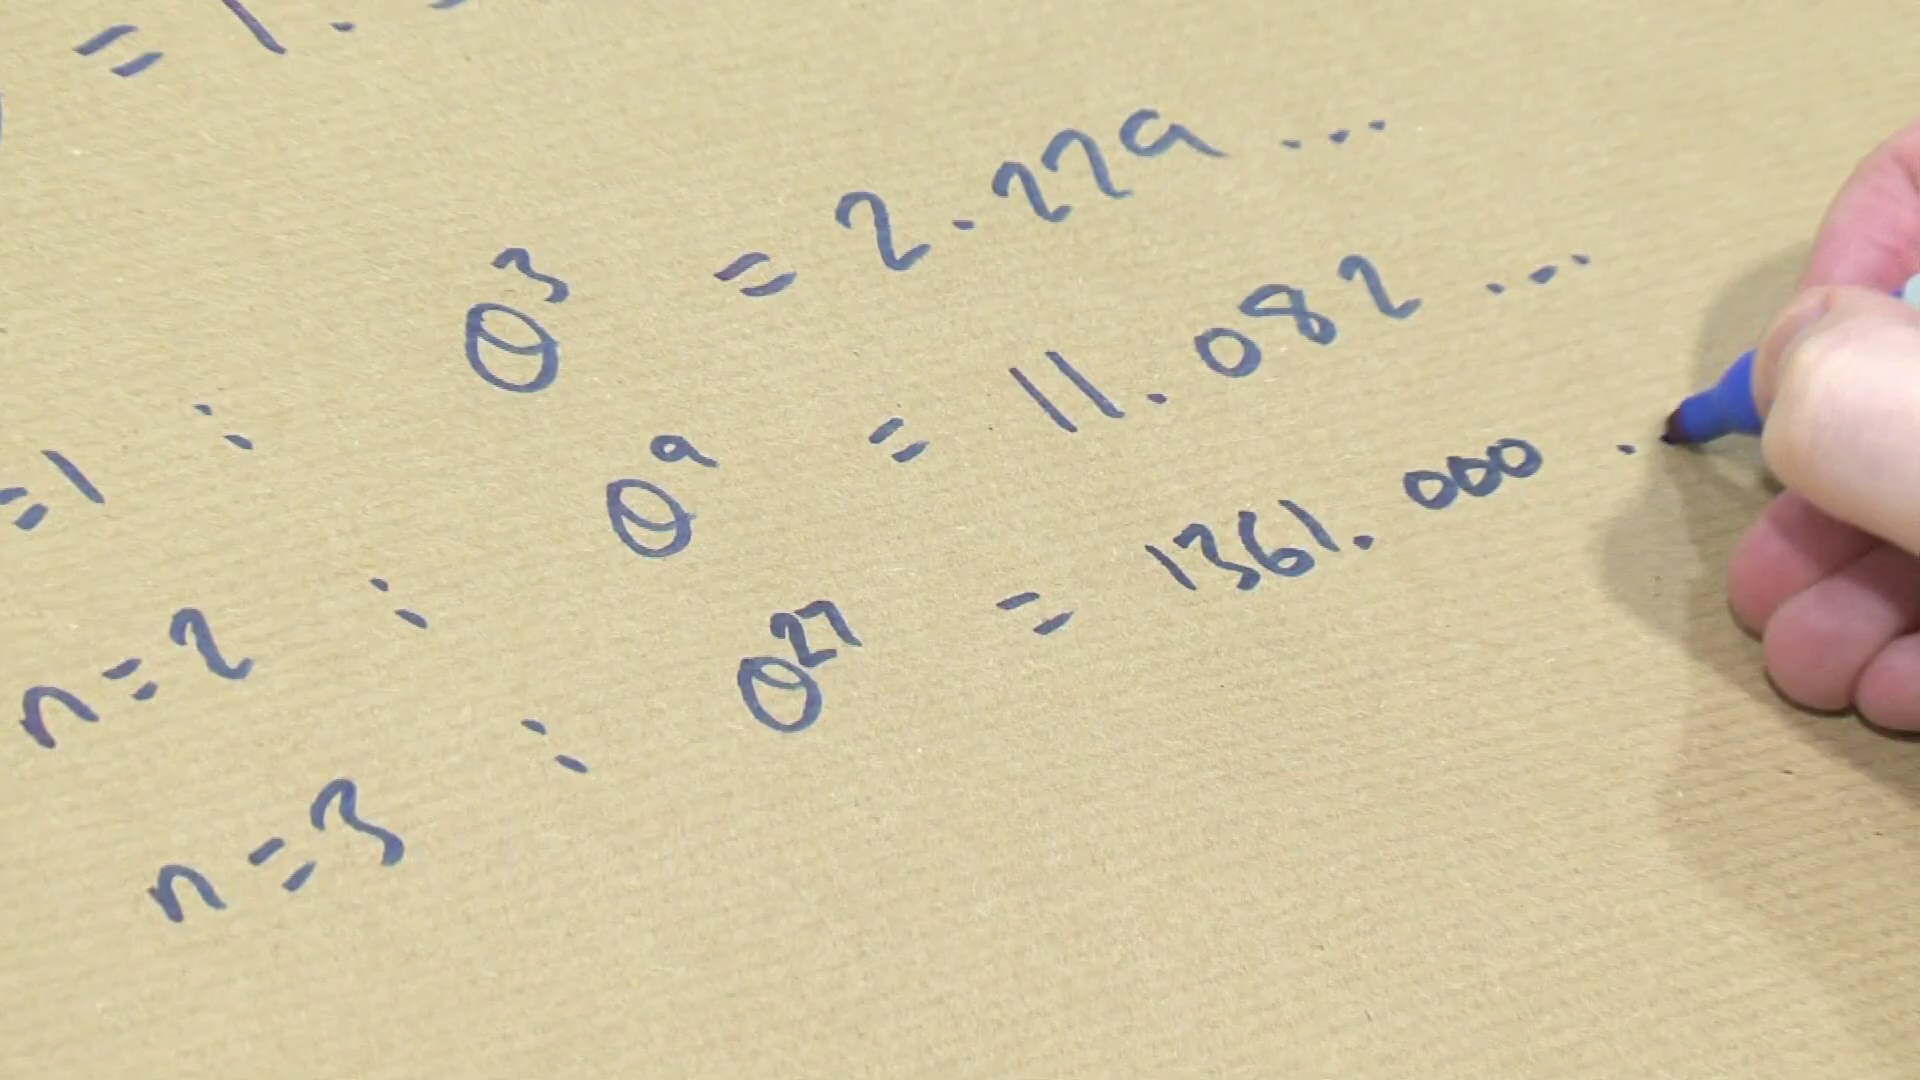 = 1.
=1 : θ³ = 2.229...
n=2 : θ⁹ = 11.082...
n=3 : θ²⁷ = 1361.000 .